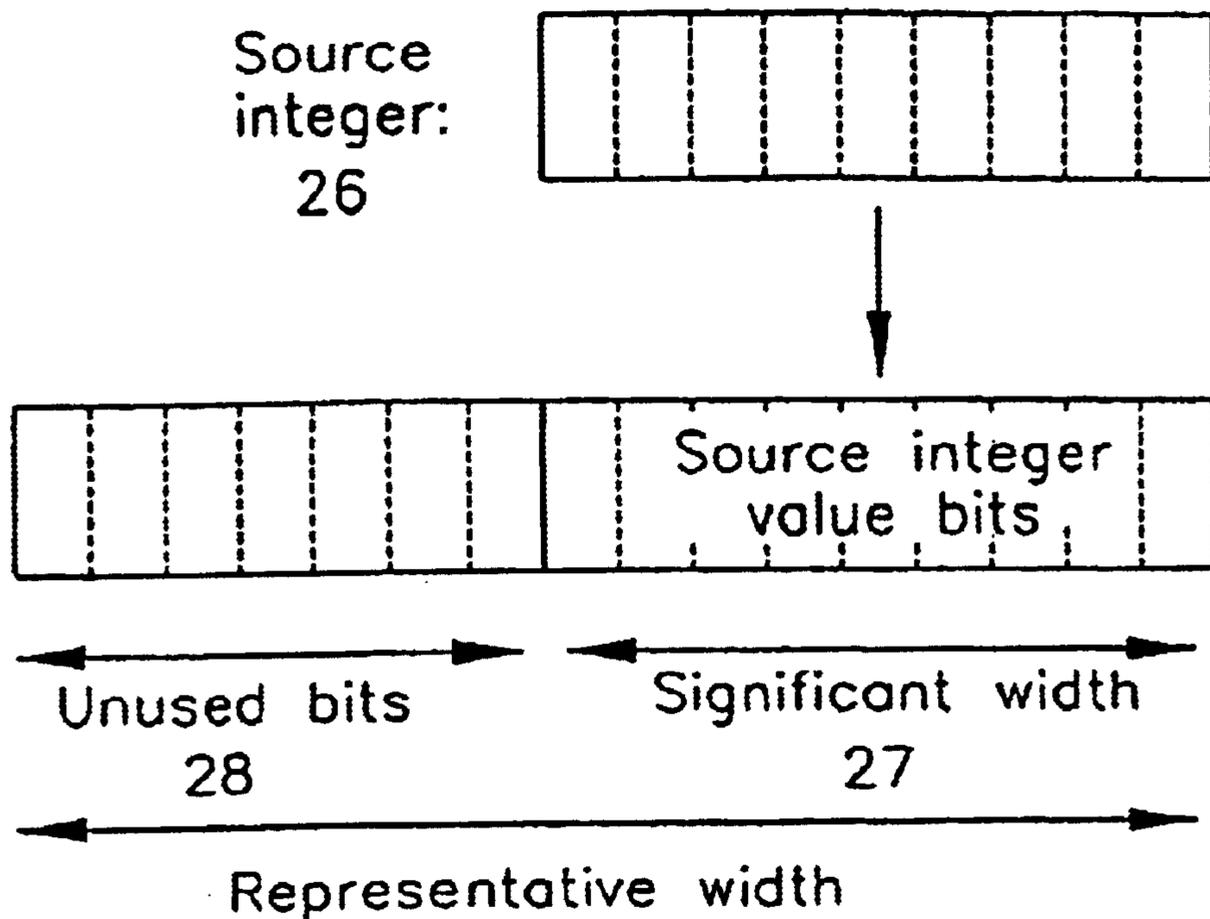 Source
integer:
26
Source integer
value bits
Unused bits
28
Significant width
27
Representative width